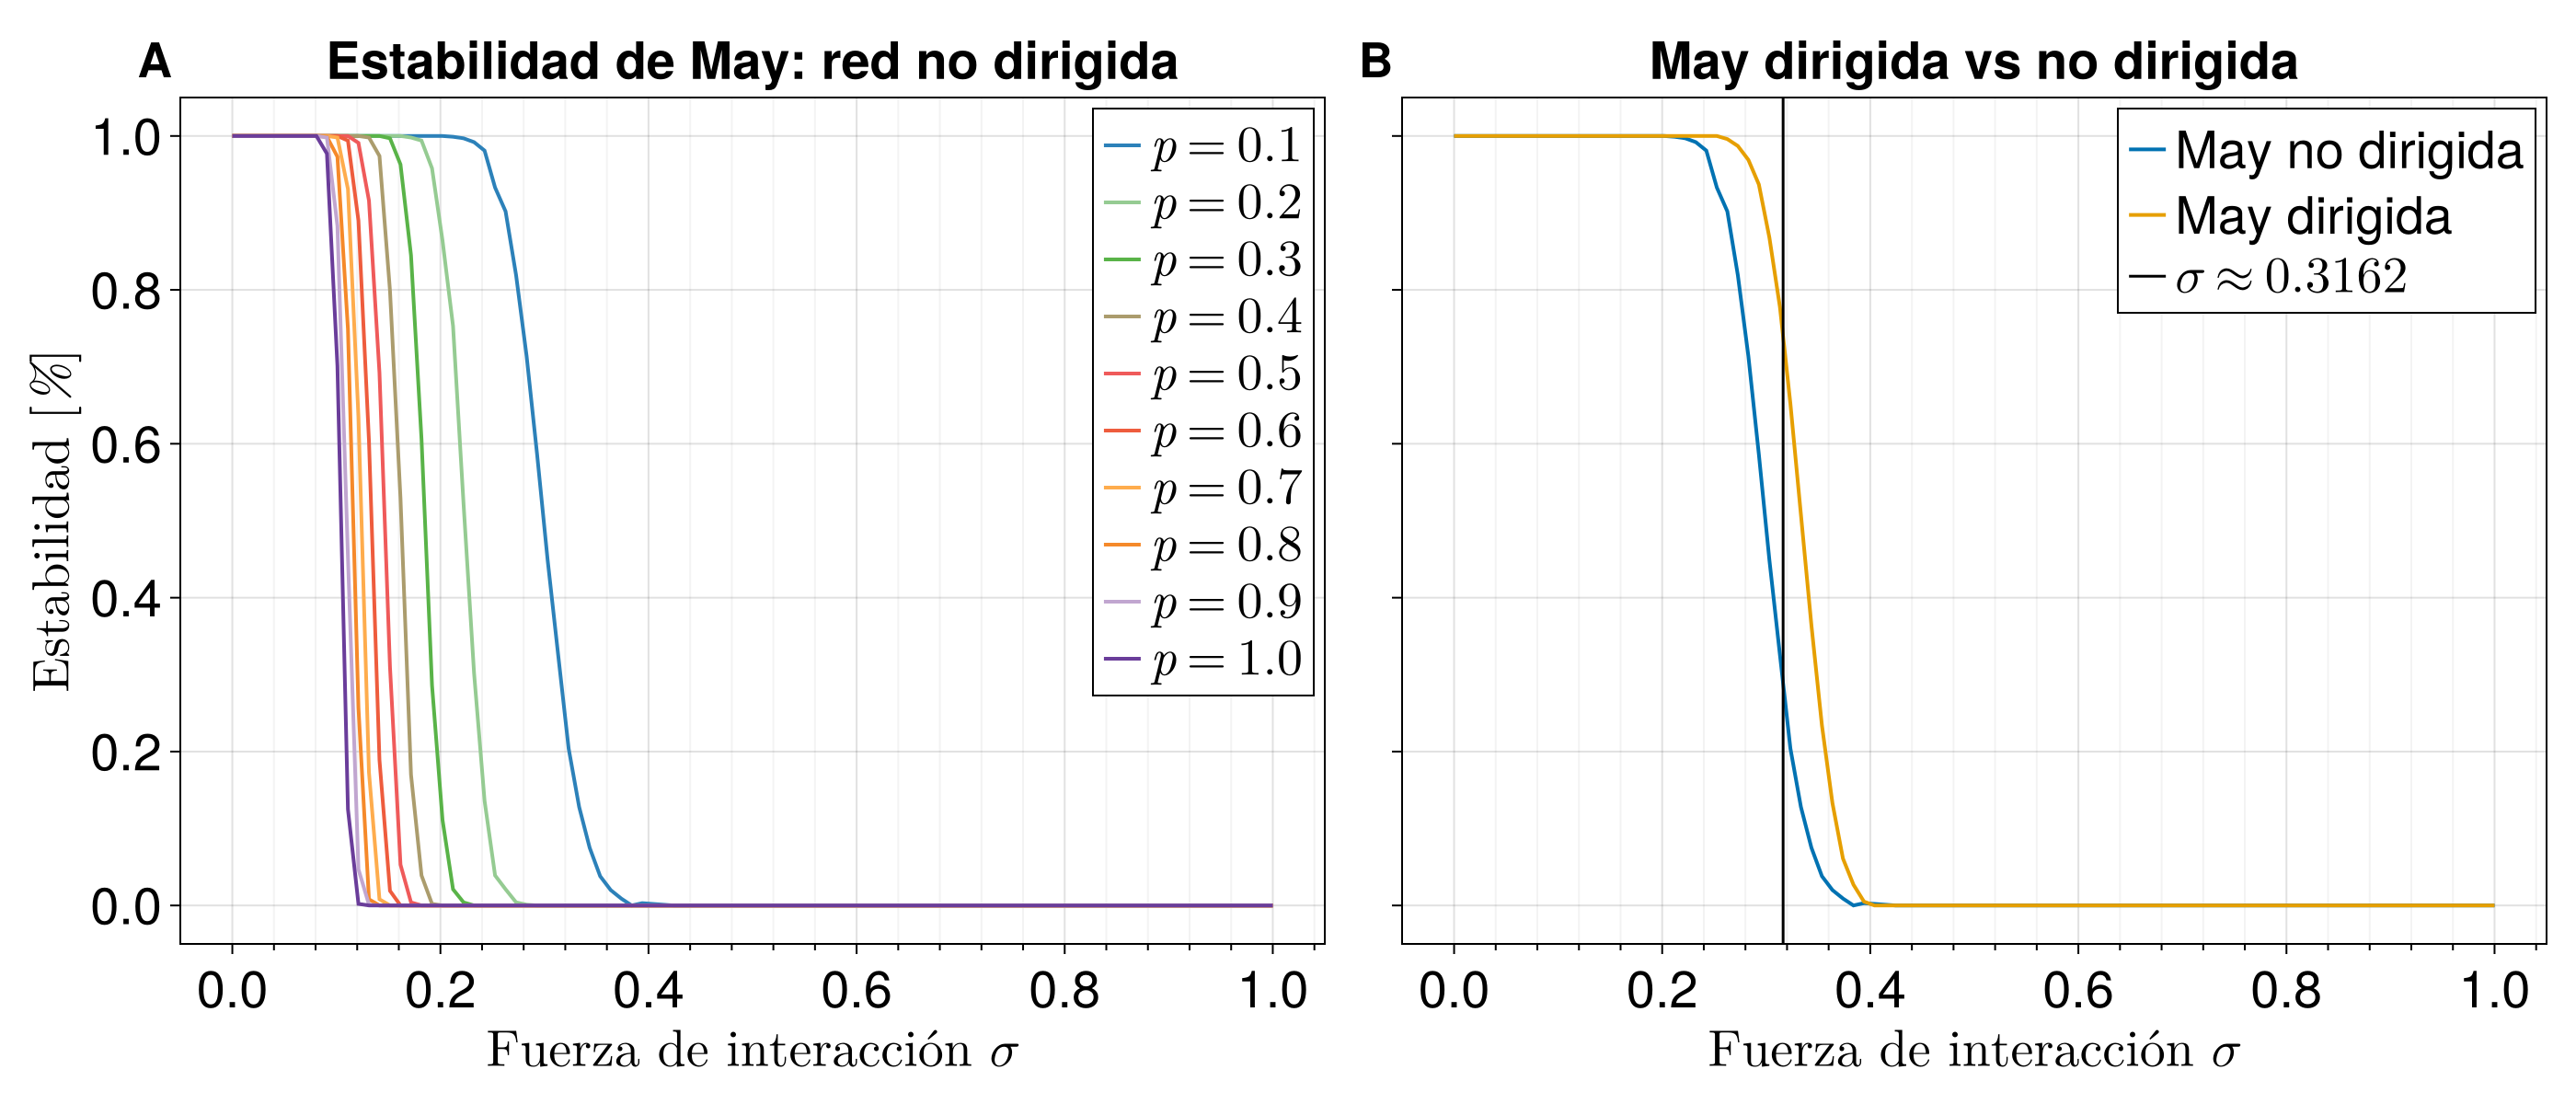 A
Estabilidad de May: red no dirigida
Estabilidad [%]
1.0
0.8
0.6
0.4
0.2
0.0
0.0 0.2 0.4 0.6 0.8 1.0
Fuerza de interacción σ
p = 0.1
p = 0.2
p = 0.3
p = 0.4
p = 0.5
p = 0.6
p = 0.7
p = 0.8
p = 0.9
p = 1.0
B
May dirigida vs no dirigida
May no dirigida
May dirigida
σ ≈ 0.3162
0.0 0.2 0.4 0.6 0.8 1.0
Fuerza de interacción σ